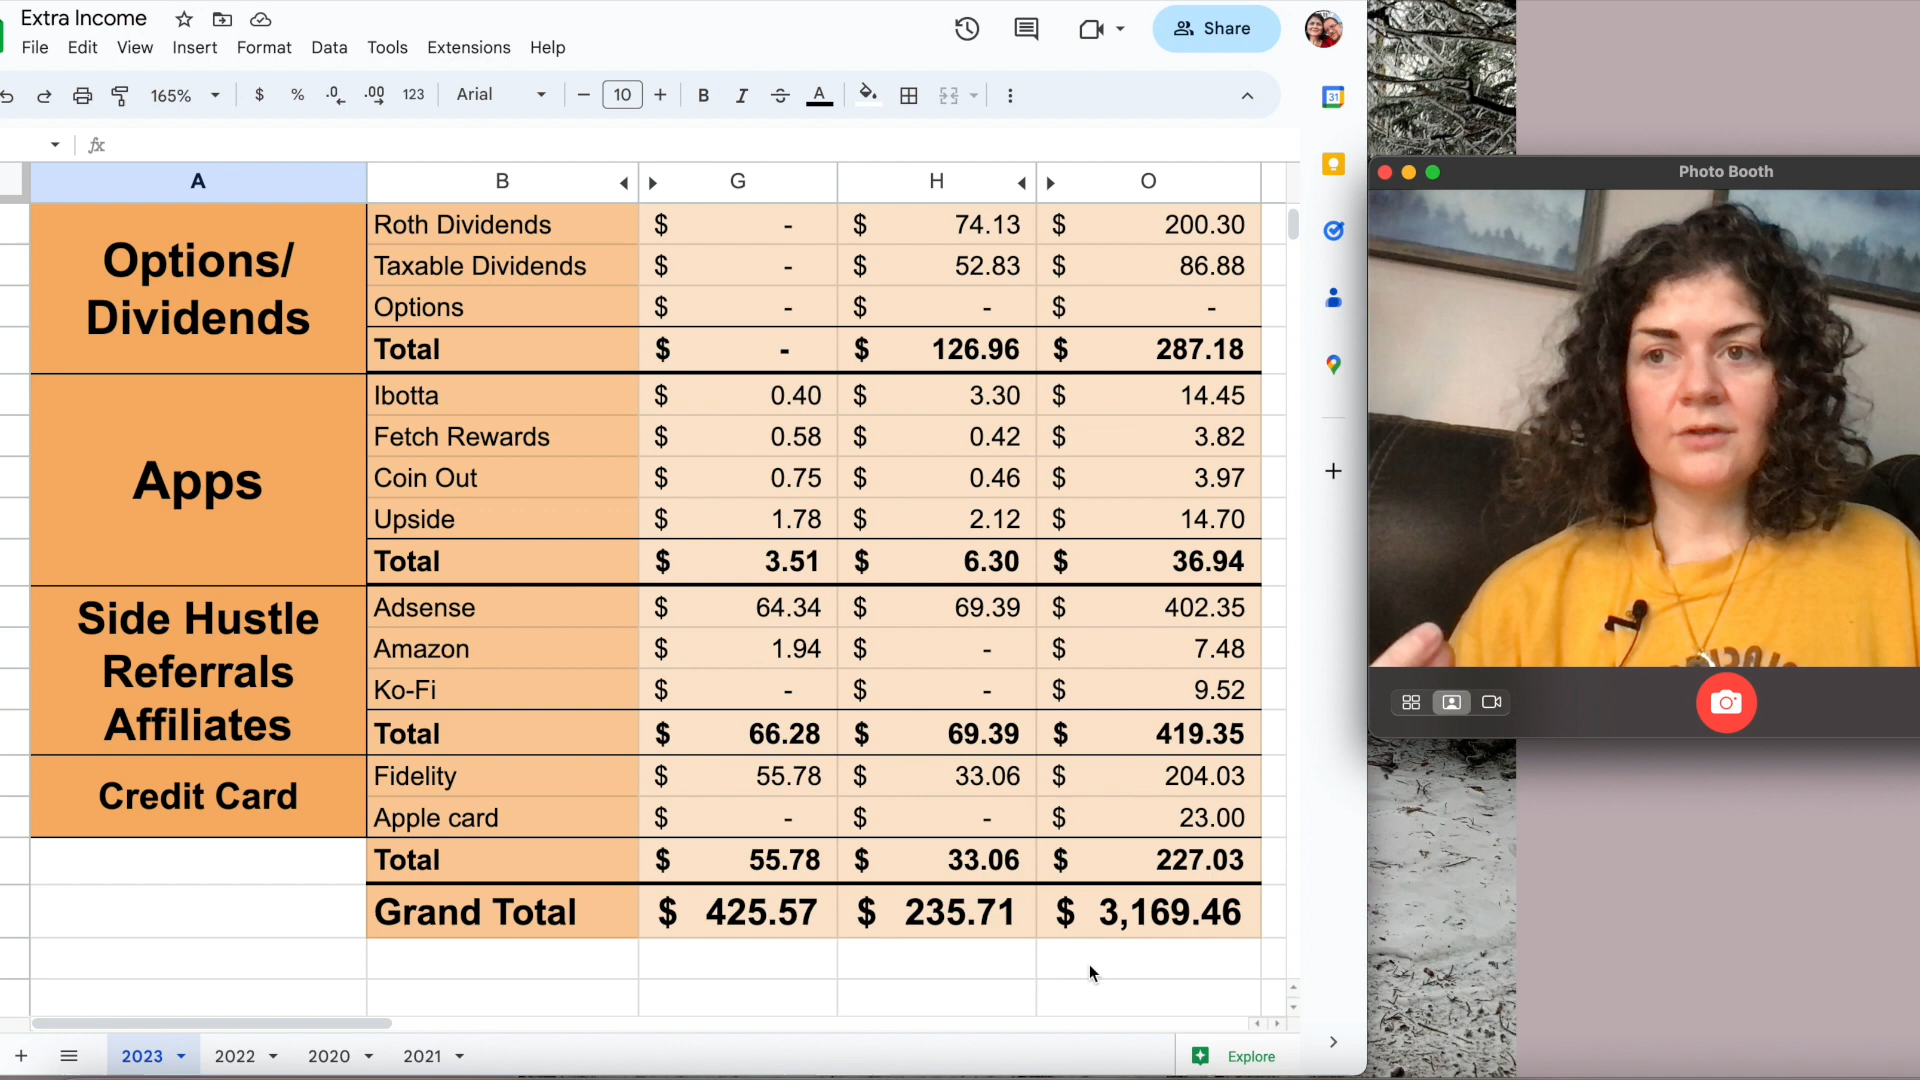 Extra Income
File Edit View Insert Format Data Tools Extensions Help
Share
165% $ % .0 .00 123 Arial 10 B I S A
31
fx
A B G H O
Photo Booth
Options/
Dividends
Roth Dividends $ - $ 74.13 $ 200.30
Taxable Dividends $ - $ 52.83 $ 86.88
Options $ - $ - $ -
Total $ - $ 126.96 $ 287.18
Apps
Ibotta $ 0.40 $ 3.30 $ 14.45
Fetch Rewards $ 0.58 $ 0.42 $ 3.82
Coin Out $ 0.75 $ 0.46 $ 3.97
Upside $ 1.78 $ 2.12 $ 14.70
Total $ 3.51 $ 6.30 $ 36.94
Side Hustle
Referrals
Affiliates
Adsense $ 64.34 $ 69.39 $ 402.35
Amazon $ 1.94 $ - $ 7.48
Ko-Fi $ - $ - $ 9.52
Total $ 66.28 $ 69.39 $ 419.35
Credit Card
Fidelity $ 55.78 $ 33.06 $ 204.03
Apple card $ - $ - $ 23.00
Total $ 55.78 $ 33.06 $ 227.03
Grand Total $ 425.57 $ 235.71 $ 3,169.46
2023 2022 2020 2021
Explore